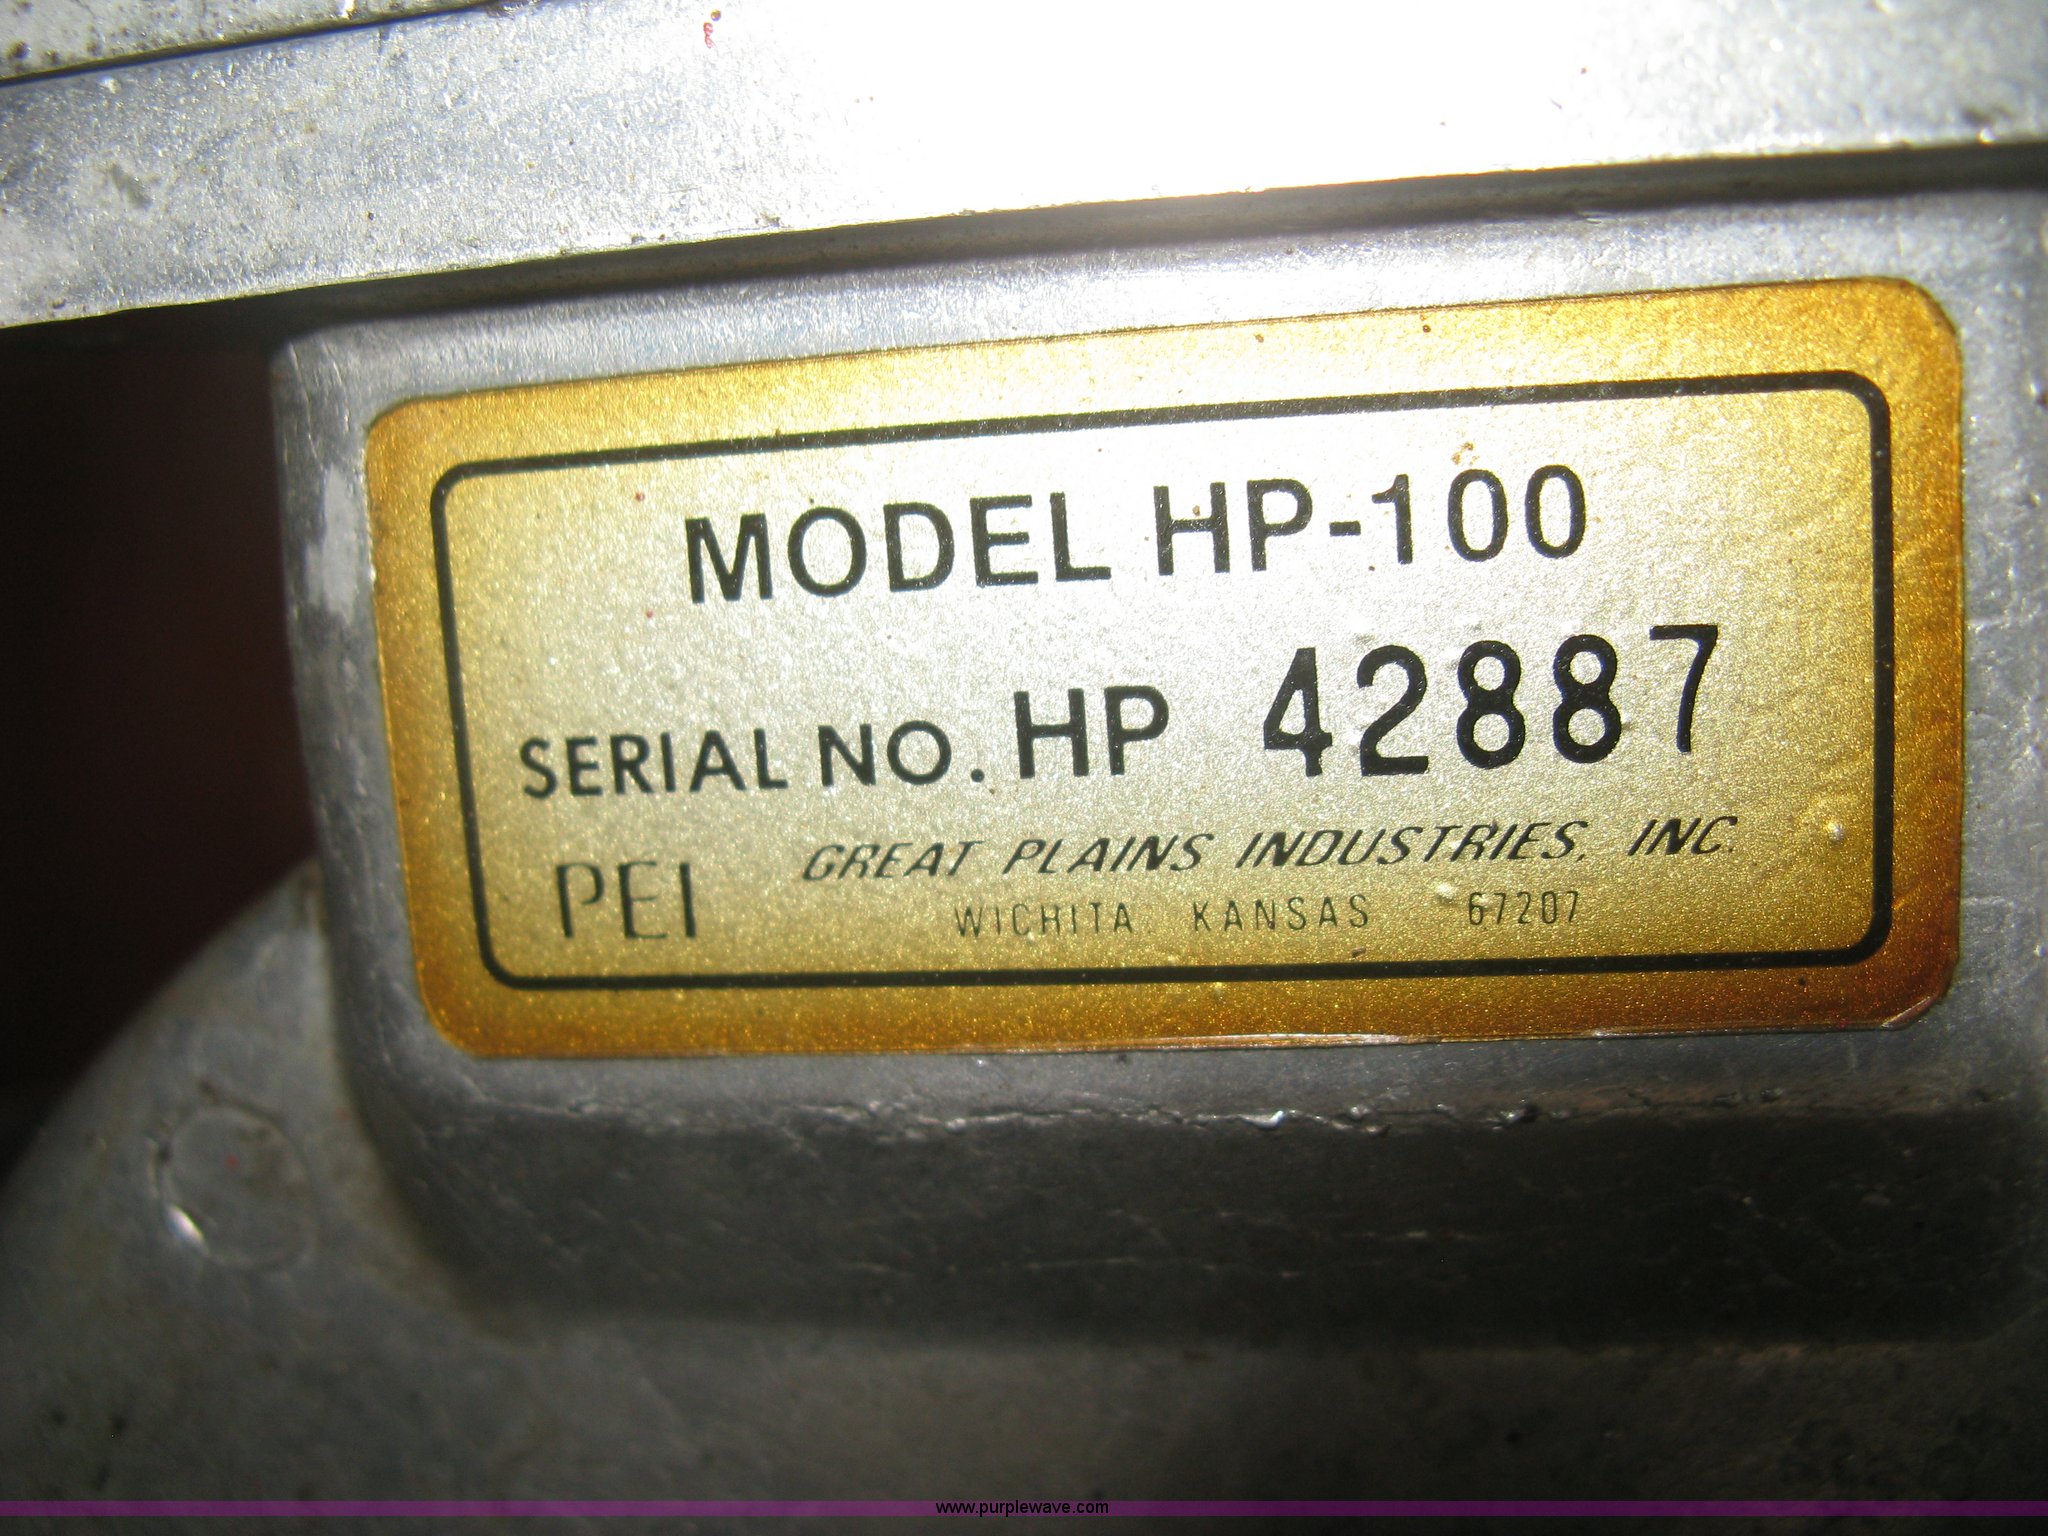 MODEL HP-100
SERIAL NO. HP 42887
PEI GREAT PLAINS INDUSTRIES, INC.
WICHITA, KANSAS 67207
www.purplewave.com